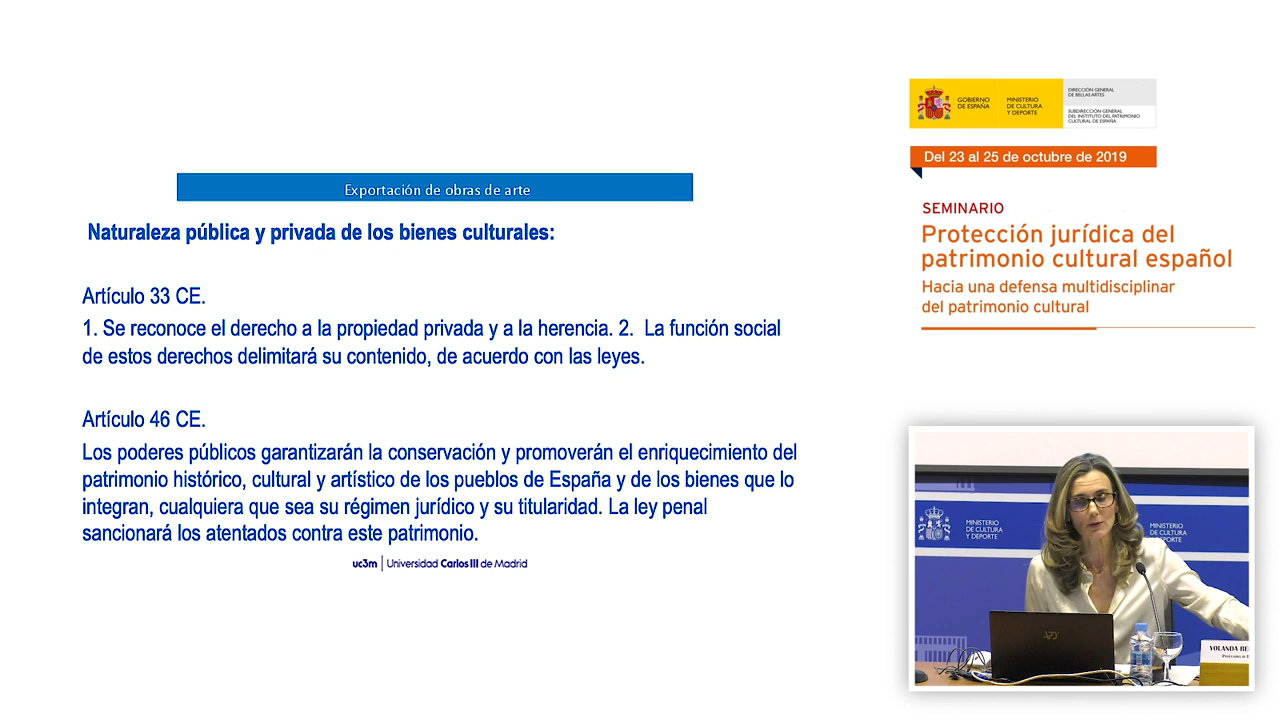 GOBIERNO
DE ESPAÑA
MINISTERIO
DE CULTURA
Y DEPORTE
DIRECCIÓN GENERAL
DE BELLAS ARTES
SUBDIRECCIÓN GENERAL
DEL INSTITUTO DEL PATRIMONIO
CULTURAL DE ESPAÑA
Del 23 al 25 de octubre de 2019
SEMINARIO
Protección jurídica del
patrimonio cultural español
Hacia una defensa multidisciplinar
del patrimonio cultural
Exportación de obras de arte
Naturaleza pública y privada de los bienes culturales:
Artículo 33 CE.
1. Se reconoce el derecho a la propiedad privada y a la herencia. 2. La función social
de estos derechos delimitará su contenido, de acuerdo con las leyes.
Artículo 46 CE.
Los poderes públicos garantizarán la conservación y promoverán el enriquecimiento del
patrimonio histórico, cultural y artístico de los pueblos de España y de los bienes que lo
integran, cualquiera que sea su régimen jurídico y su titularidad. La ley penal
sancionará los atentados contra este patrimonio.
uc3m | Universidad Carlos III de Madrid
MINISTERIO
DE CULTURA
Y DEPORTE
MINISTERIO
DE CULTURA
Y DEPORTE
YOLANDA